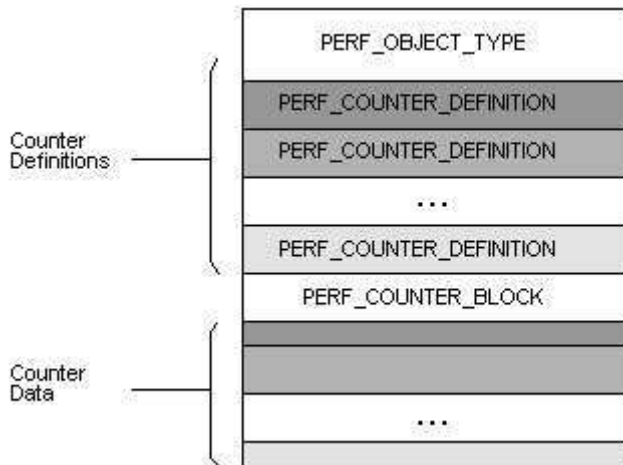 PERF_OBJECT_TYPE
PERF_COUNTER_DEFINITION
Counter
Definitions
PERF_COUNTER_DEFINITION
...
PERF_COUNTER_DEFINITION
PERF_COUNTER_BLOCK
Counter
Data
...